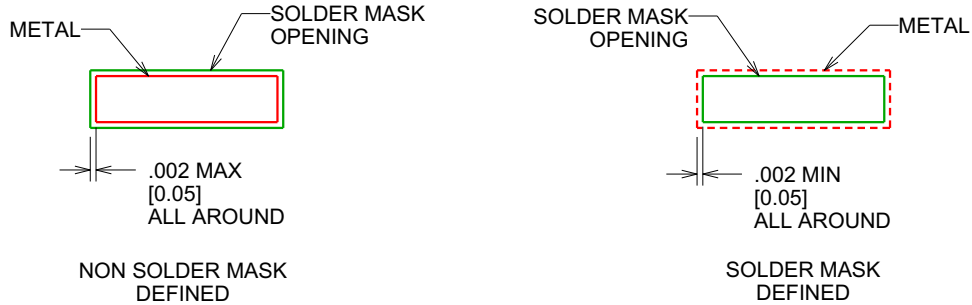 METAL
SOLDER MASK
OPENING
.002 MAX
[0.05]
ALL AROUND
NON SOLDER MASK
DEFINED
SOLDER MASK
OPENING
METAL
.002 MIN
[0.05]
ALL AROUND
SOLDER MASK
DEFINED